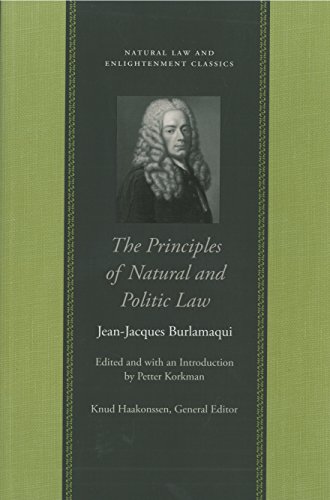 NATURAL LAW AND
ENLIGHTENMENT CLASSICS
The Principles
of Natural and
Politic Law
Jean-Jacques Burlamaqui
Edited and with an Introduction
by Petter Korkman
Knud Haakonssen, General Editor